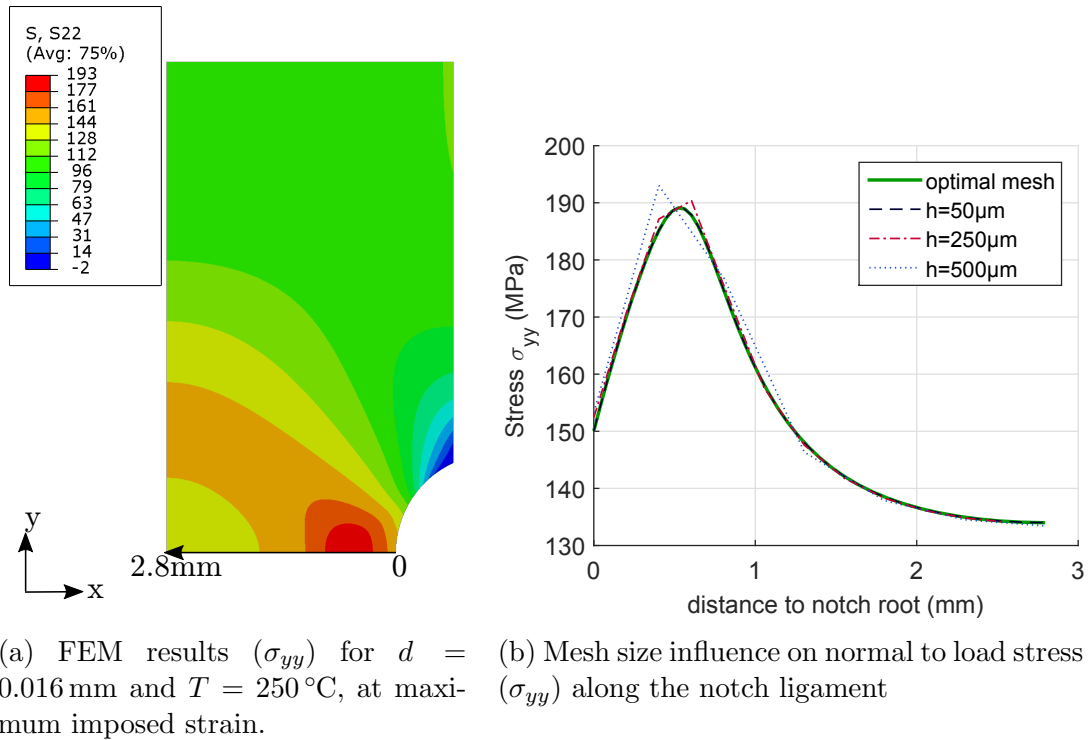 S, S22
(Avg: 75%)
193
177
161
144
128
112
96
79
63
47
31
14
-2
y
x
2.8mm
0
200
190
180
170
160
150
140
130
Stress σyy (MPa)
optimal mesh
h=50µm
h=250µm
h=500µm
0
1
2
3
distance to notch root (mm)
(a) FEM results (σyy) for d =
0.016 mm and T = 250 °C, at maxi-
mum imposed strain.
(b) Mesh size influence on normal to load stress
(σyy) along the notch ligament